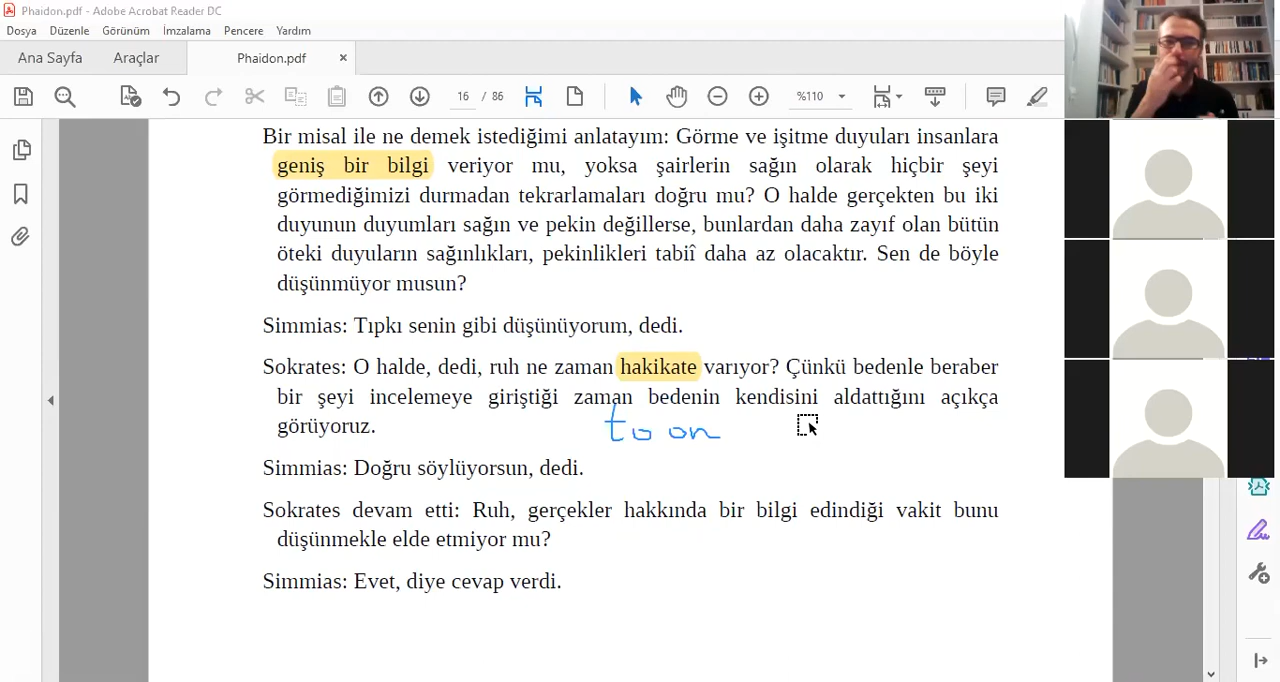 Phaidon.pdf - Adobe Acrobat Reader DC
Dosya Düzenle Görünüm İmzalama Pencere Yardım
Ana Sayfa Araçlar Phaidon.pdf ×
16 / 86 %110
Bir misal ile ne demek istediğimi anlatayım: Görme ve işitme duyuları insanlara
geniş bir bilgi veriyor mu, yoksa şairlerin sağın olarak hiçbir şeyi
görmediğimizi durmadan tekrarlamaları doğru mu? O halde gerçekten bu iki
duyunun duyumları sağın ve pekin değillerse, bunlardan daha zayıf olan bütün
öteki duyuların sağınlıkları, pekinlikleri tabiî daha az olacaktır. Sen de böyle
düşünmüyor musun?
Simmias: Tıpkı senin gibi düşünüyorum, dedi.
Sokrates: O halde, dedi, ruh ne zaman hakikate varıyor? Çünkü bedenle beraber
bir şeyi incelemeye giriştiği zaman bedenin kendisini aldattığını açıkça
görüyoruz.
to on
Simmias: Doğru söylüyorsun, dedi.
Sokrates devam etti: Ruh, gerçekler hakkında bir bilgi edindiği vakit bunu
düşünmekle elde etmiyor mu?
Simmias: Evet, diye cevap verdi.